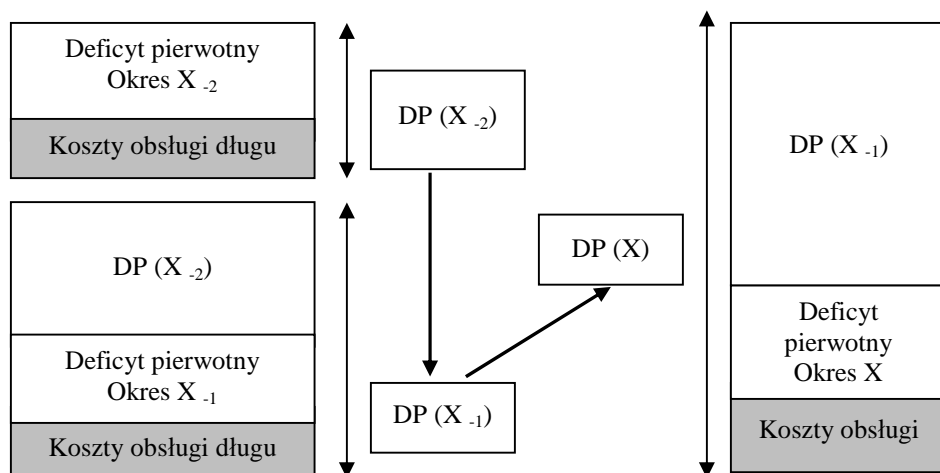 Deficyt pierwotny
Okres X -2
Koszty obsługi długu
DP (X -2)
DP (X -2)
Deficyt pierwotny
Okres X -1
Koszty obsługi długu
DP (X -1)
DP (X)
DP (X -1)
Deficyt
pierwotny
Okres X
Koszty obsługi